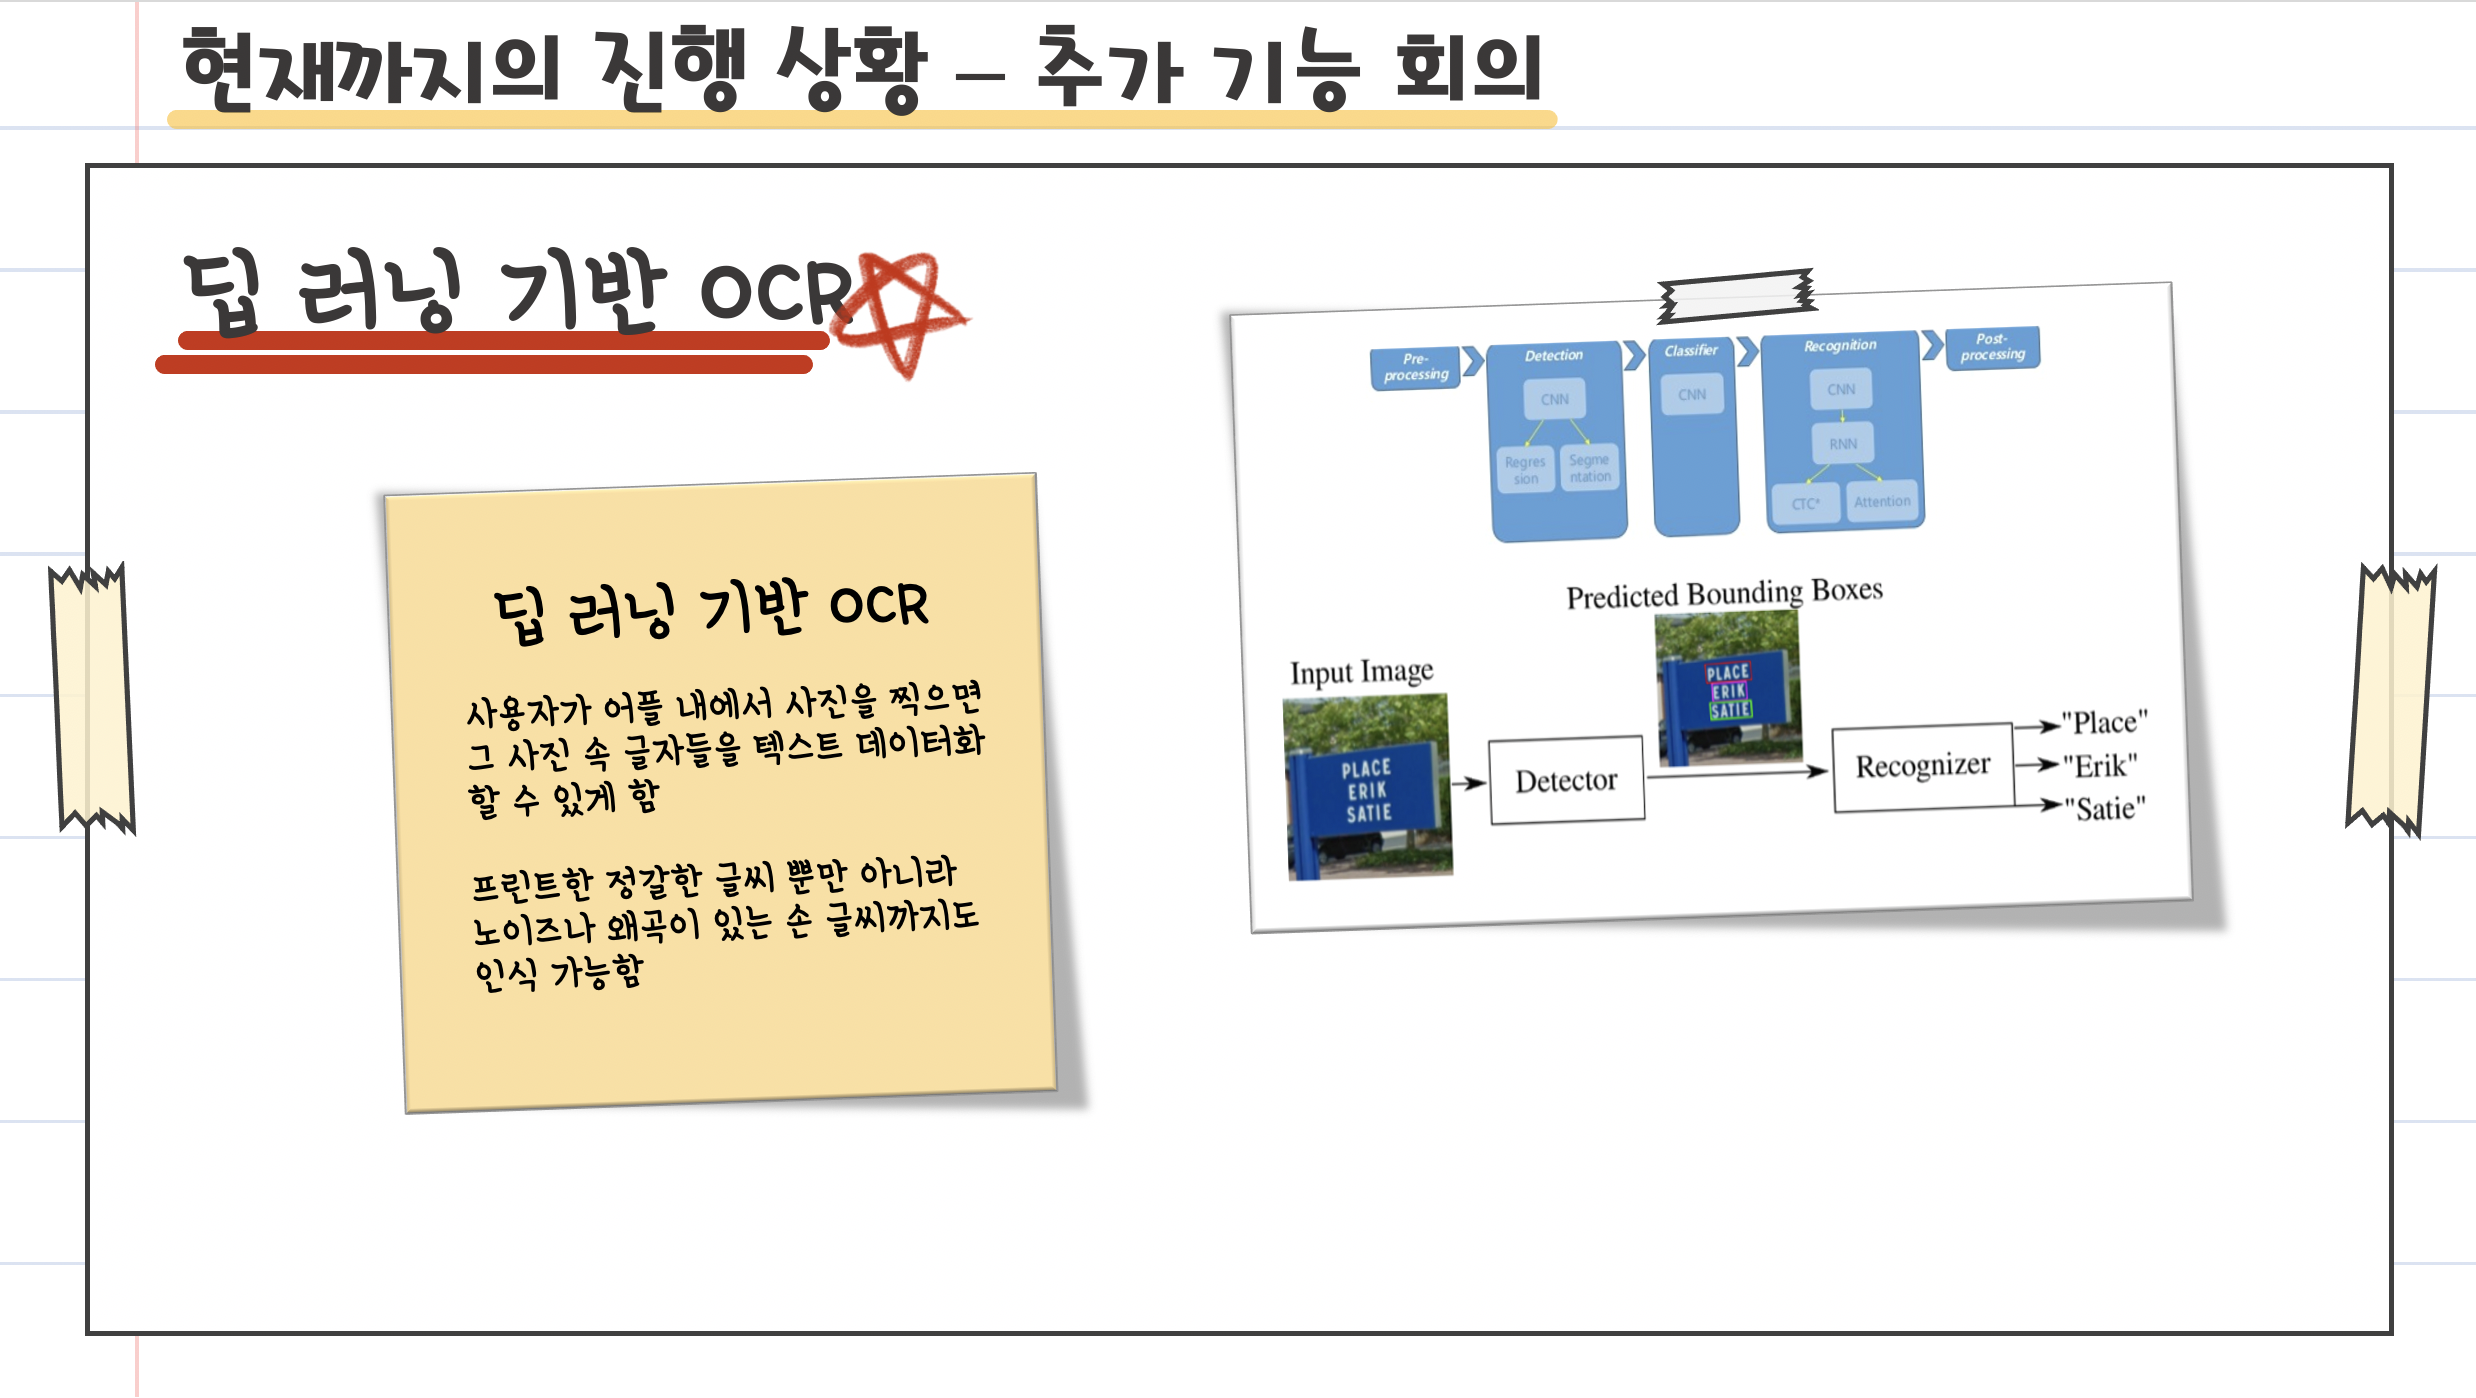 현재까지의 진행 상황 – 추가 기능 회의
딥 러닝 기반 OCR
딥 러닝 기반 OCR
사용자가 어플 내에서 사진을 찍으면
그 사진 속 글자들을 텍스트 데이터화
할 수 있게 함
프린트한 정갈한 글씨 뿐만 아니라
노이즈나 왜곡이 있는 손 글씨까지도
인식 가능함
Pre-
processing
Detection
CNN
Regres
sion
Segme
ntation
Classifier
CNN
Recognition
CNN
RNN
CTC*
Attention
Post-
processing
Predicted Bounding Boxes
PLACE
ERIK
SATIE
Input Image
PLACE
ERIK
SATIE
Detector
Recognizer
"Place"
"Erik"
"Satie"